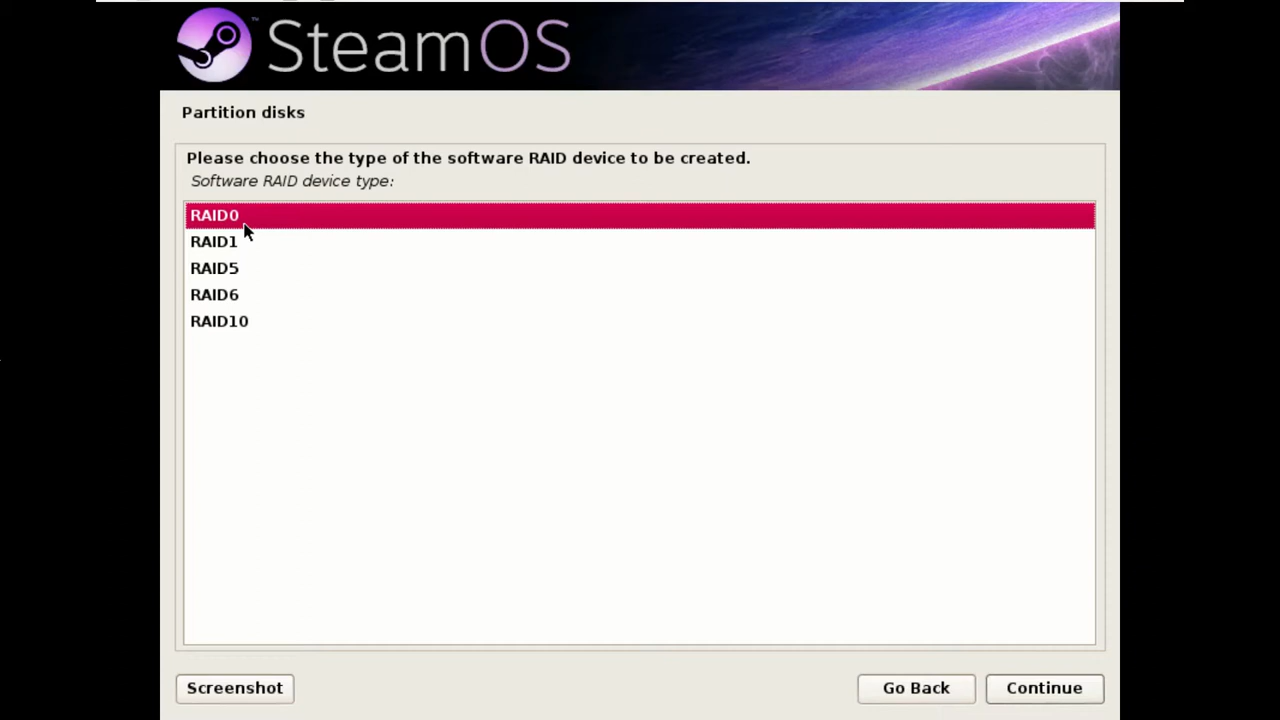 SteamOS™
Partition disks
Please choose the type of the software RAID device to be created.
Software RAID device type:
RAID0
RAID1
RAID5
RAID6
RAID10
Screenshot
Go Back
Continue